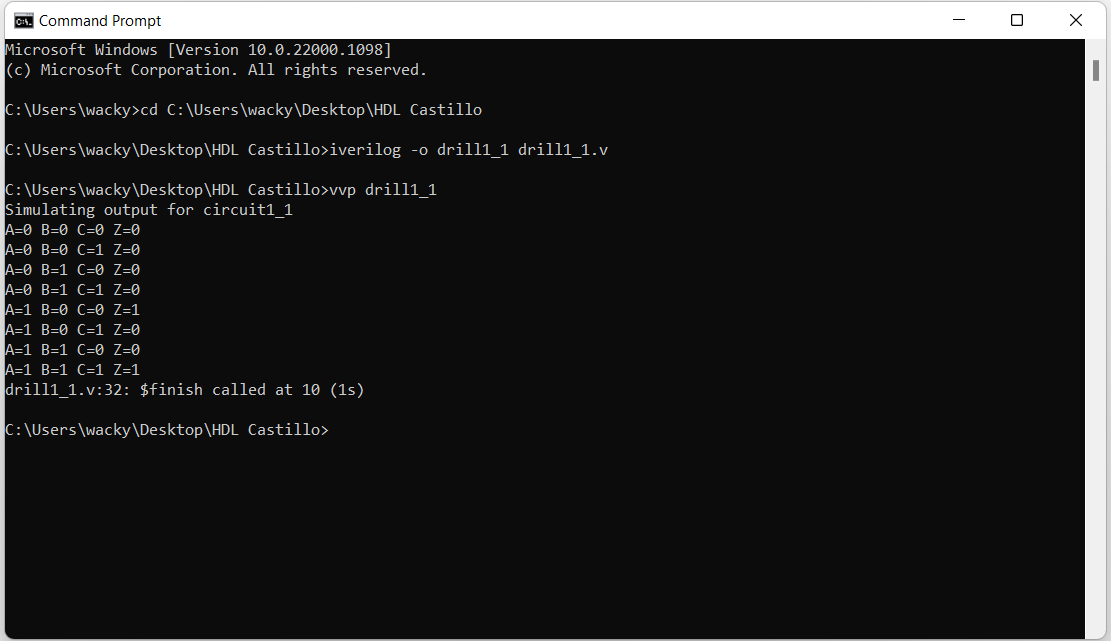 Command Prompt
Microsoft Windows [Version 10.0.22000.1098]
(c) Microsoft Corporation. All rights reserved.
C:\Users\wacky>cd C:\Users\wacky\Desktop\HDL Castillo
C:\Users\wacky\Desktop\HDL Castillo>iverilog -o drill1_1 drill1_1.v
C:\Users\wacky\Desktop\HDL Castillo>vvp drill1_1
Simulating output for circuit1_1
A=0 B=0 C=0 Z=0
A=0 B=0 C=1 Z=0
A=0 B=1 C=0 Z=0
A=0 B=1 C=1 Z=0
A=1 B=0 C=0 Z=1
A=1 B=0 C=1 Z=0
A=1 B=1 C=0 Z=0
A=1 B=1 C=1 Z=1
drill1_1.v:32: $finish called at 10 (1s)
C:\Users\wacky\Desktop\HDL Castillo>